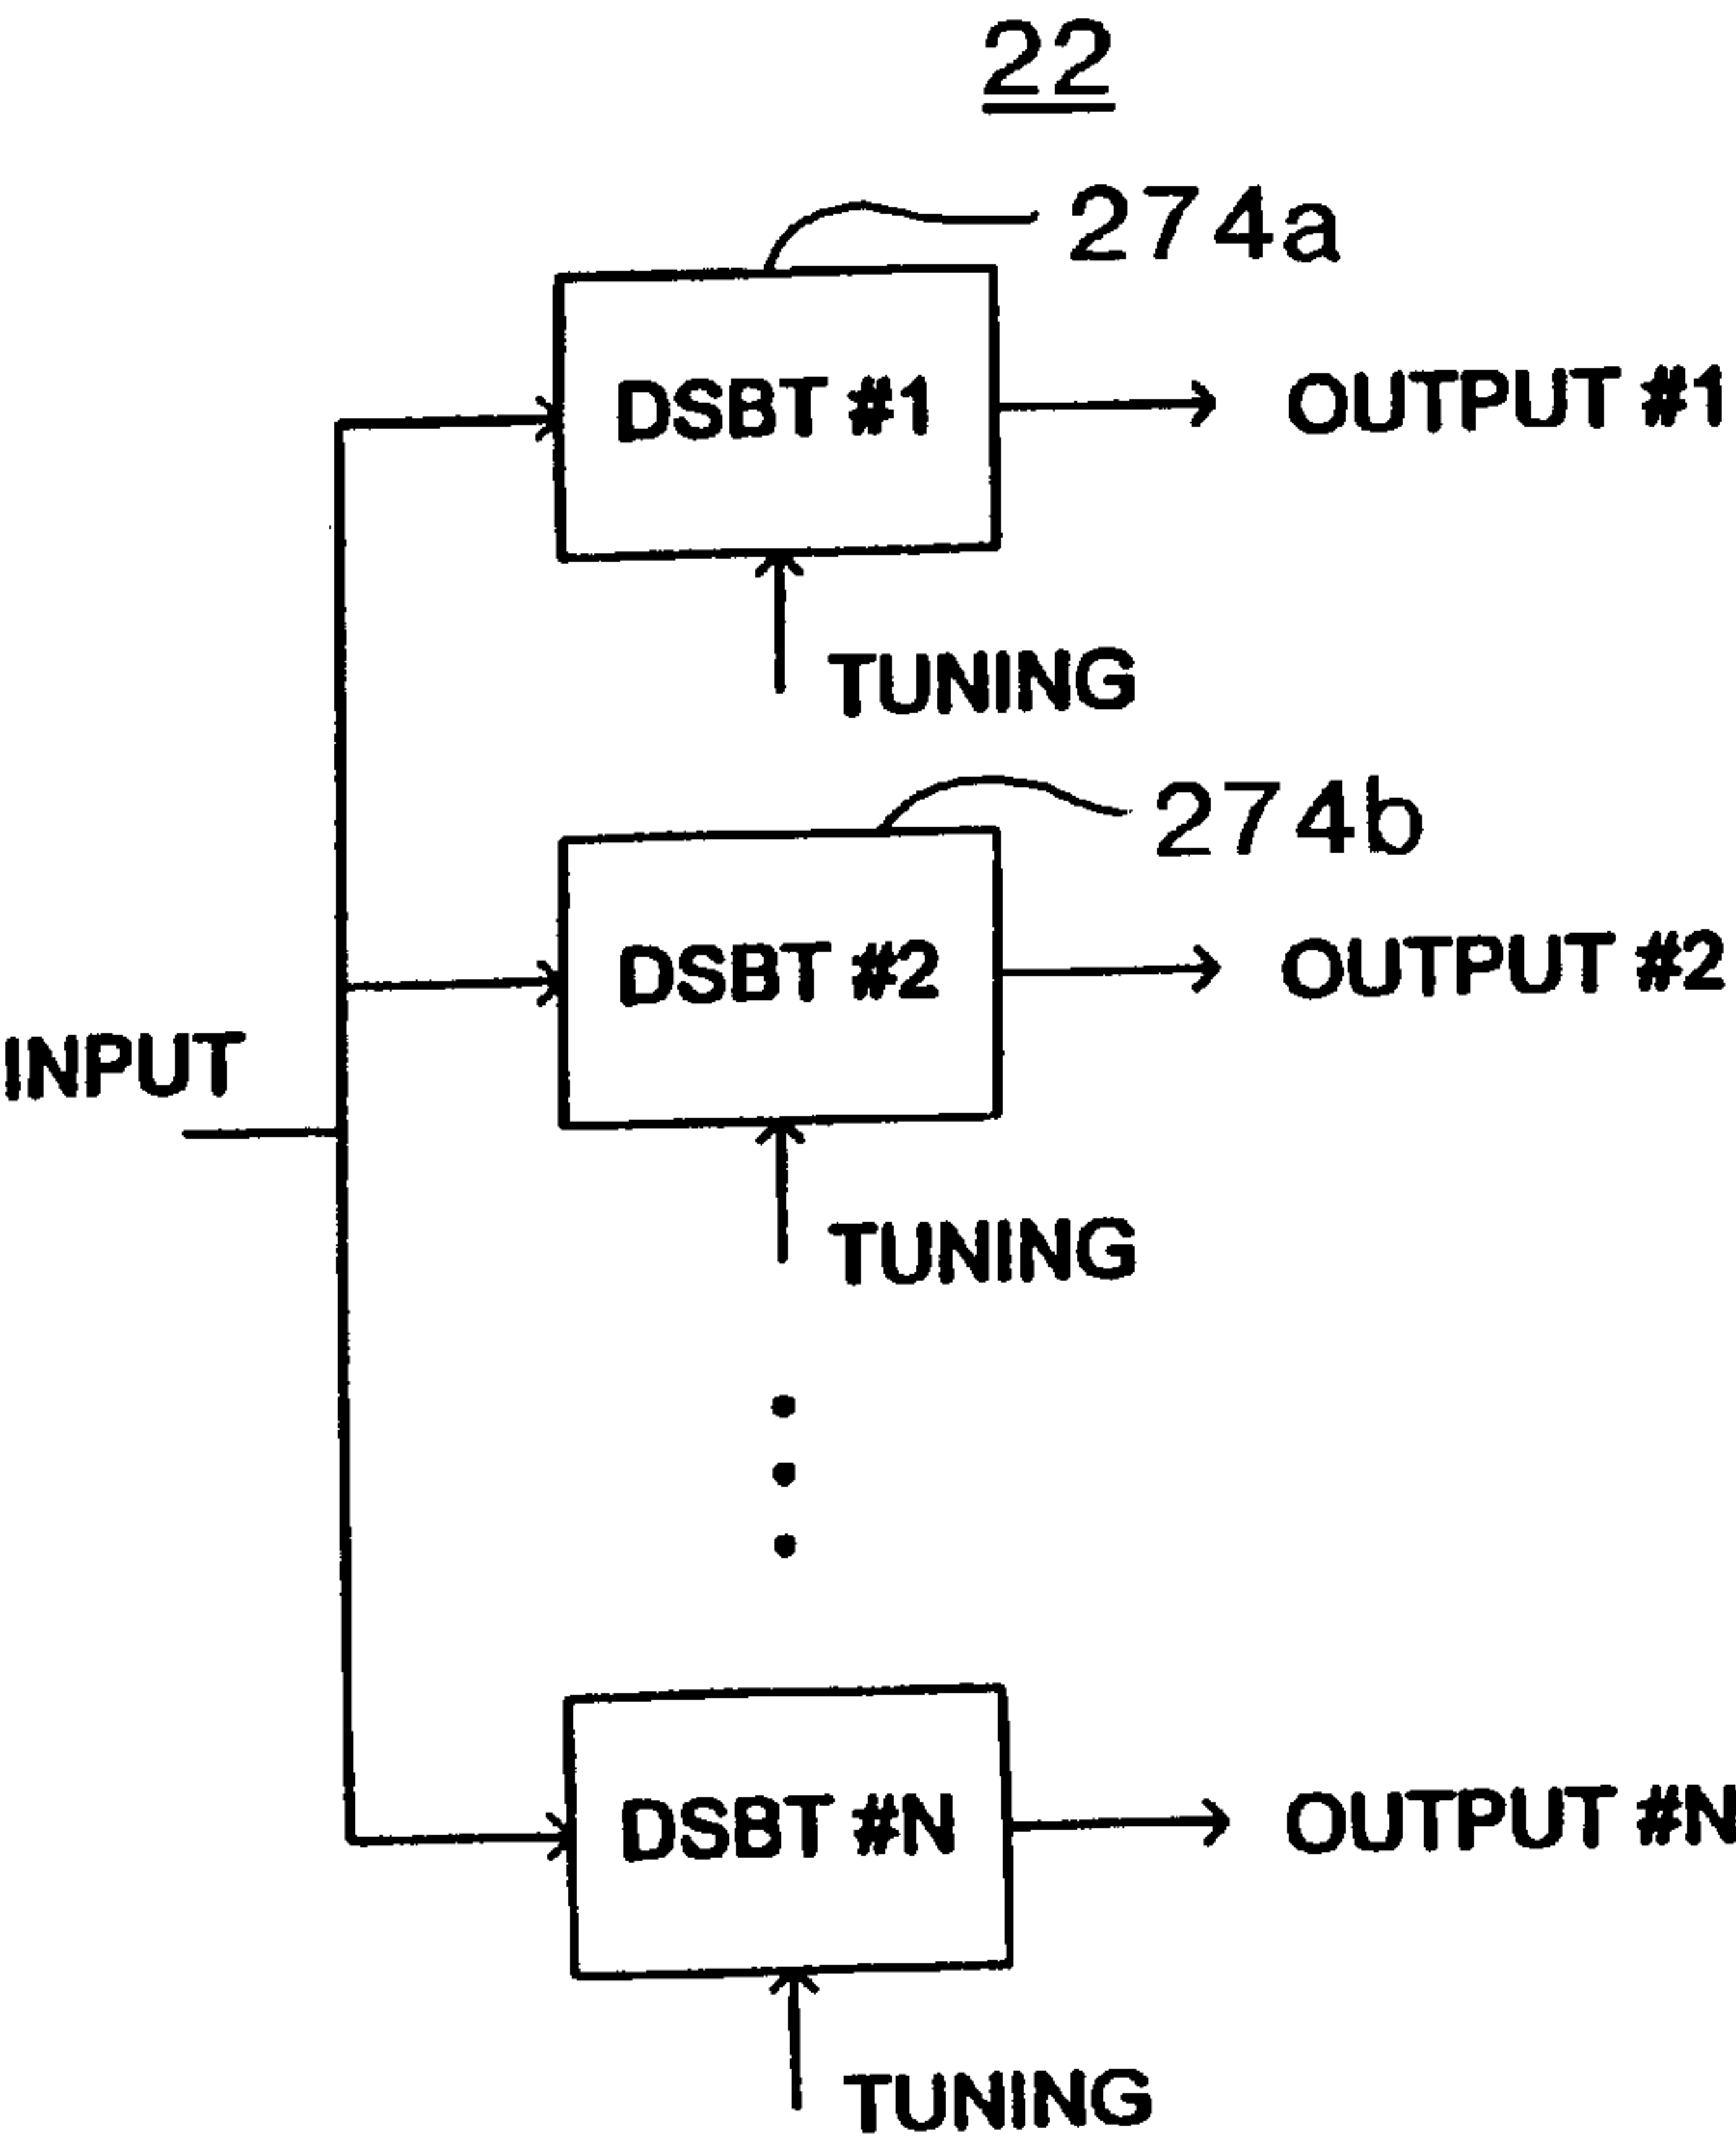 22
274a
DSBT #1
OUTPUT #1
TUNING
274b
DSBT #2
OUTPUT #2
INPUT
TUNING
DSBT #N
OUTPUT #N
TUNING